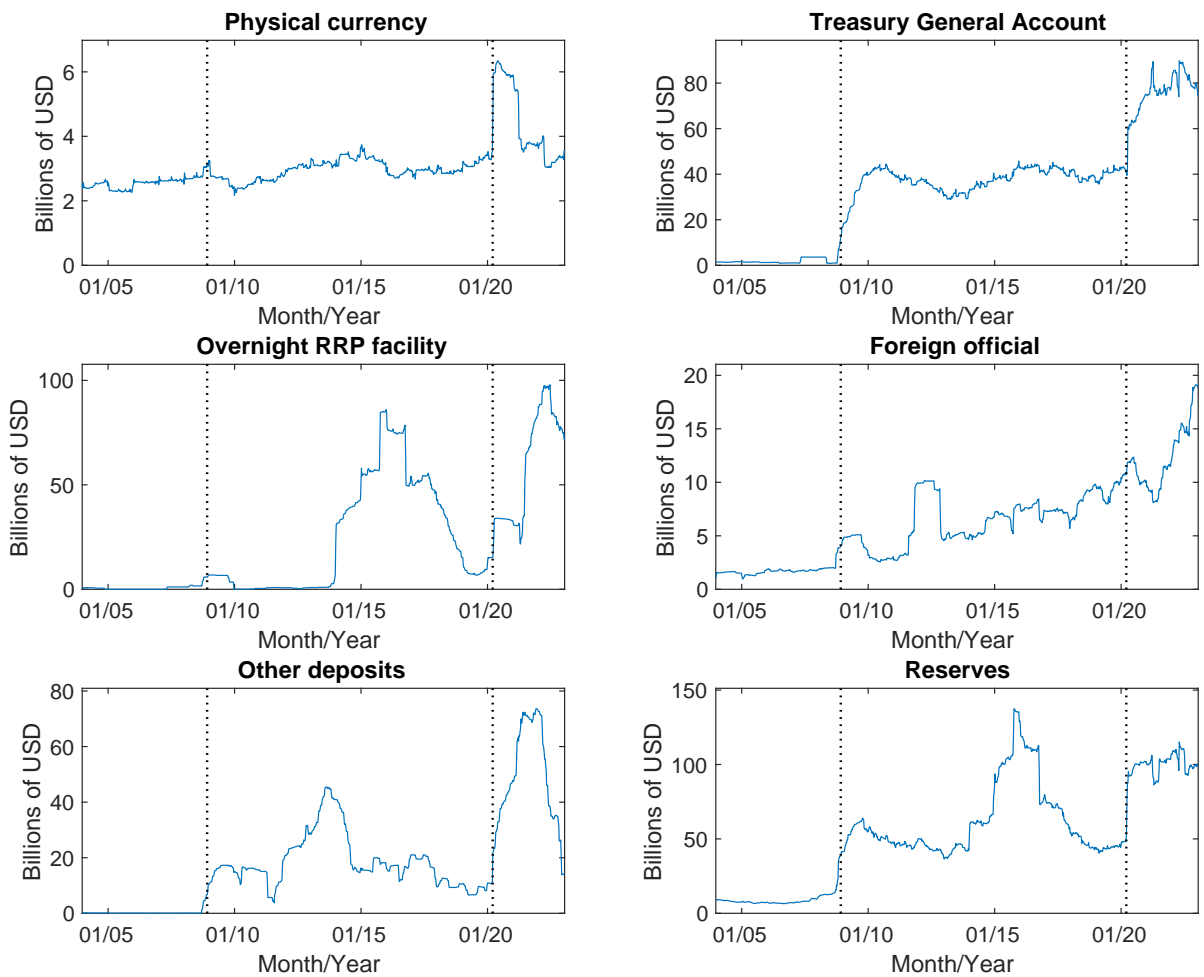 Physical currency
Billions of USD
6
4
2
0
01/05 01/10 01/15 01/20
Month/Year
Treasury General Account
Billions of USD
80
60
40
20
0
01/05 01/10 01/15 01/20
Month/Year
Overnight RRP facility
Billions of USD
100
50
0
01/05 01/10 01/15 01/20
Month/Year
Foreign official
Billions of USD
20
15
10
5
0
01/05 01/10 01/15 01/20
Month/Year
Other deposits
Billions of USD
80
60
40
20
0
01/05 01/10 01/15 01/20
Month/Year
Reserves
Billions of USD
150
100
50
0
01/05 01/10 01/15 01/20
Month/Year